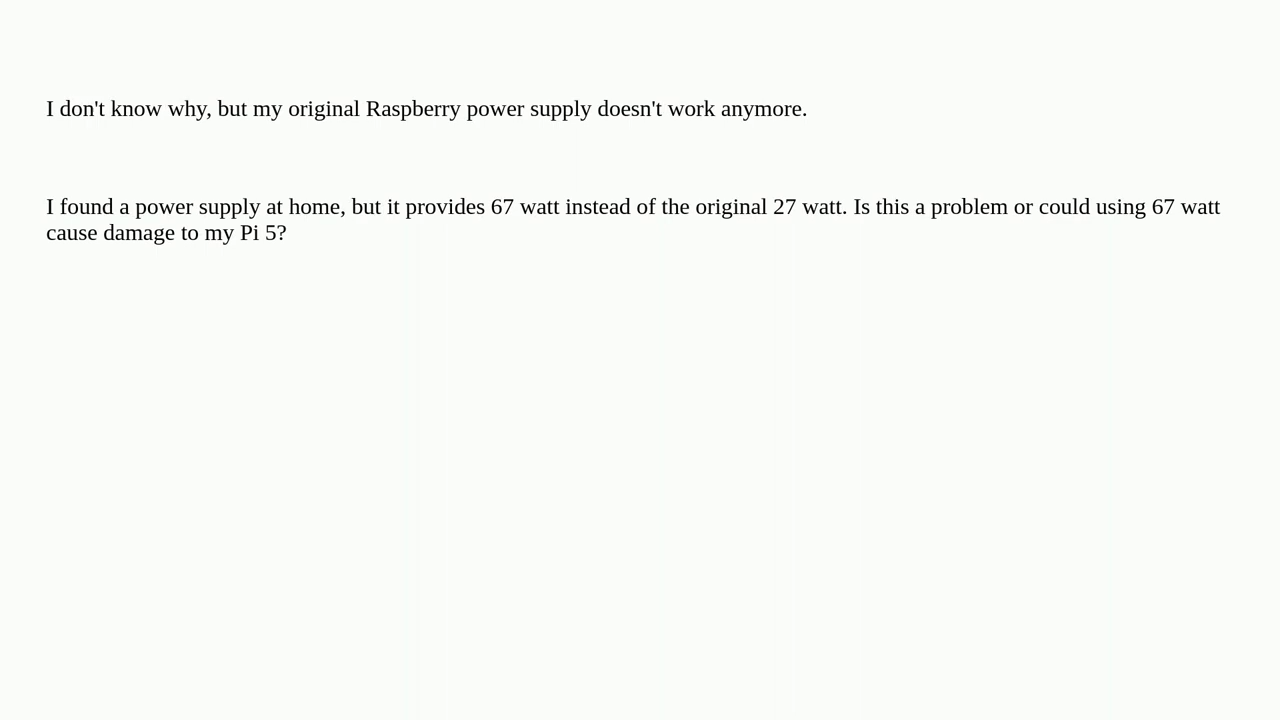 I don't know why, but my original Raspberry power supply doesn't work anymore.
I found a power supply at home, but it provides 67 watt instead of the original 27 watt. Is this a problem or could using 67 watt
cause damage to my Pi 5?